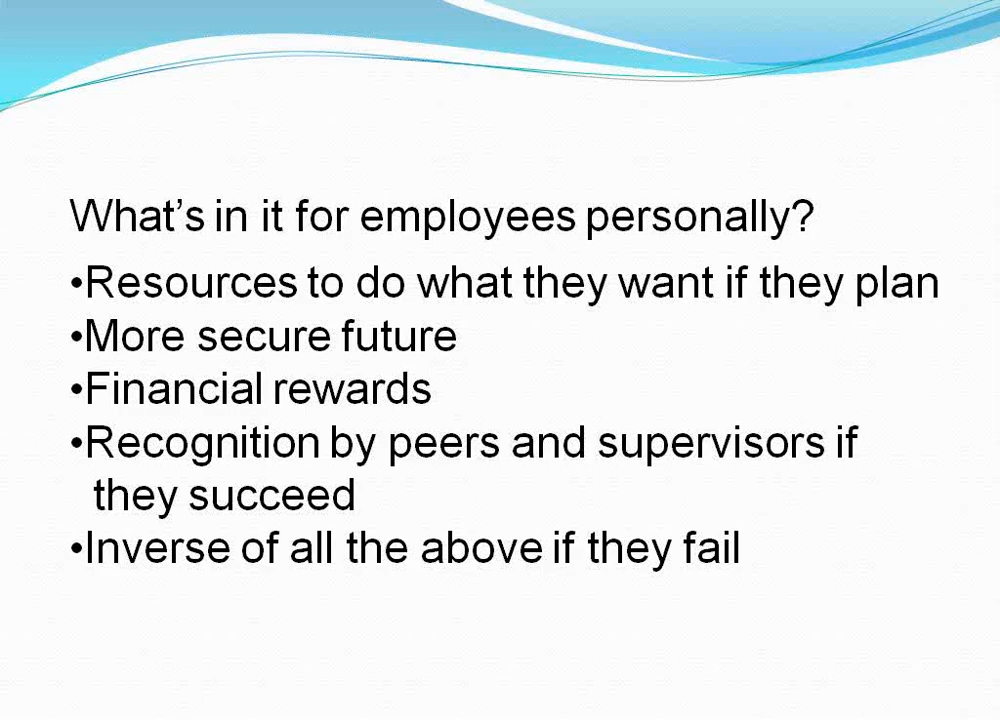 What’s in it for employees personally?
•Resources to do what they want if they plan
•More secure future
•Financial rewards
•Recognition by peers and supervisors if
they succeed
•Inverse of all the above if they fail